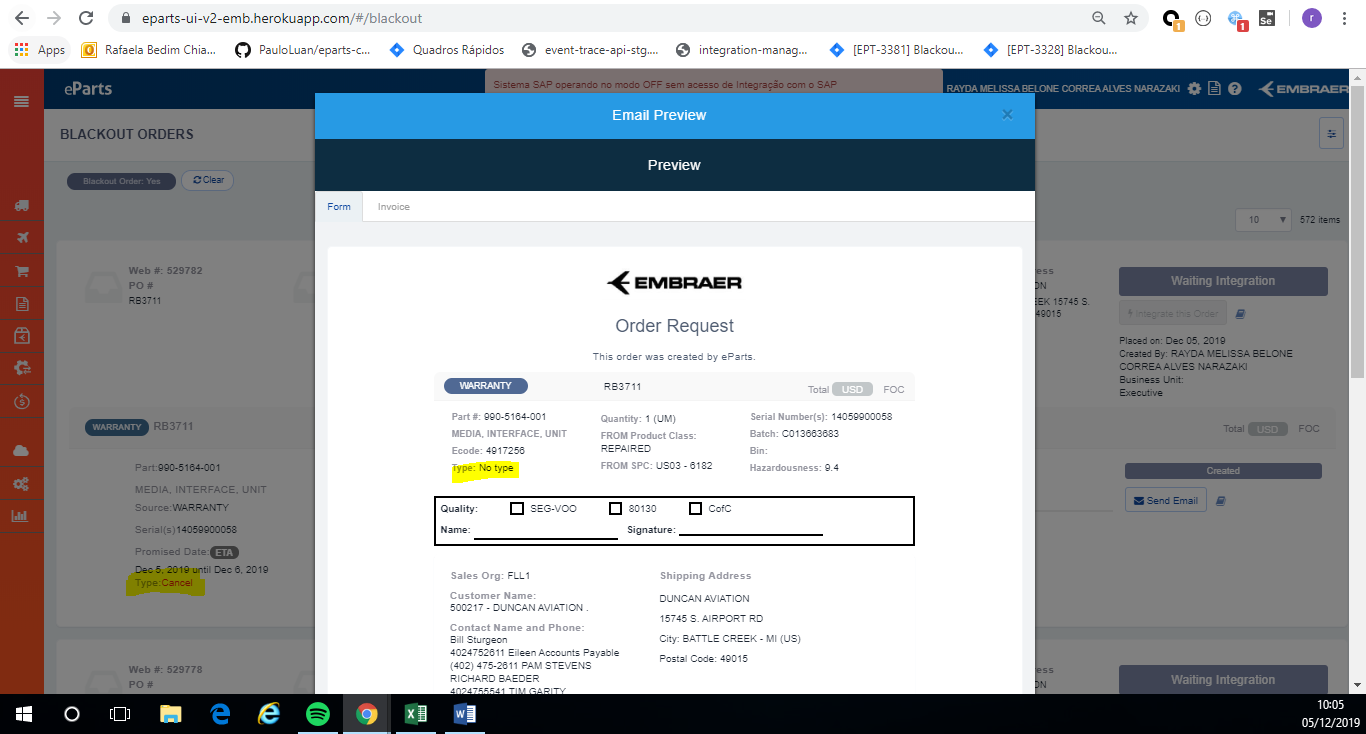 eparts-ui-v2-emb.herokuapp.com/#/blackout
1
1
Se
r
Apps
Rafaela Bedim Chia...
PauloLuan/eparts-c...
Quadros Rápidos
event-trace-api-stg....
integration-manag...
[EPT-3381] Blackou...
[EPT-3328] Blackou...
eParts
Sistema SAP operando no modo OFF sem acesso de Integração com o SAP
RAYDA MELISSA BELONE CORREA ALVES NARAZAKI
EMBRAER
BLACKOUT ORDERS
Blackout Order: Yes
Clear
10
572 items
Web #: 529782
PO #
RB3711
WARRANTY
RB3711
Part:990-5164-001
MEDIA, INTERFACE, UNIT
Source:WARRANTY
Serial(s)14059900058
Promised Date: ETA
Dec 5, 2019 until Dec 6, 2019
Type:Cancel
Web #: 529778
PO #
Email Preview
×
Preview
Form
Invoice
EMBRAER
Order Request
This order was created by eParts.
WARRANTY
RB3711
Total USD FOC
Part #: 990-5164-001
MEDIA, INTERFACE, UNIT
Ecode: 4917256
Type: No type
Quantity: 1 (UM)
FROM Product Class:
REPAIRED
FROM SPC: US03 - 6182
Serial Number(s): 14059900058
Batch: C013663683
Bin:
Hazardousness: 9.4
Quality: SEG-VOO 80130 CofC
Name: Signature:
Sales Org: FLL1
Customer Name:
500217 - DUNCAN AVIATION .
Contact Name and Phone:
Bill Sturgeon
4024752611 Eileen Accounts Payable
(402) 475-2611 PAM STEVENS
RICHARD BAEDER
4024755541 TIM GARITY
Shipping Address
DUNCAN AVIATION
15745 S. AIRPORT RD
City: BATTLE CREEK - MI (US)
Postal Code: 49015
ess
ON
EK 15745 S.
49015
Waiting Integration
Integrate this Order
Placed on: Dec 05, 2019
Created By: RAYDA MELISSA BELONE
CORREA ALVES NARAZAKI
Business Unit:
Executive
Total USD FOC
Created
Send Email
ess
ON
Waiting Integration
10:05
05/12/2019